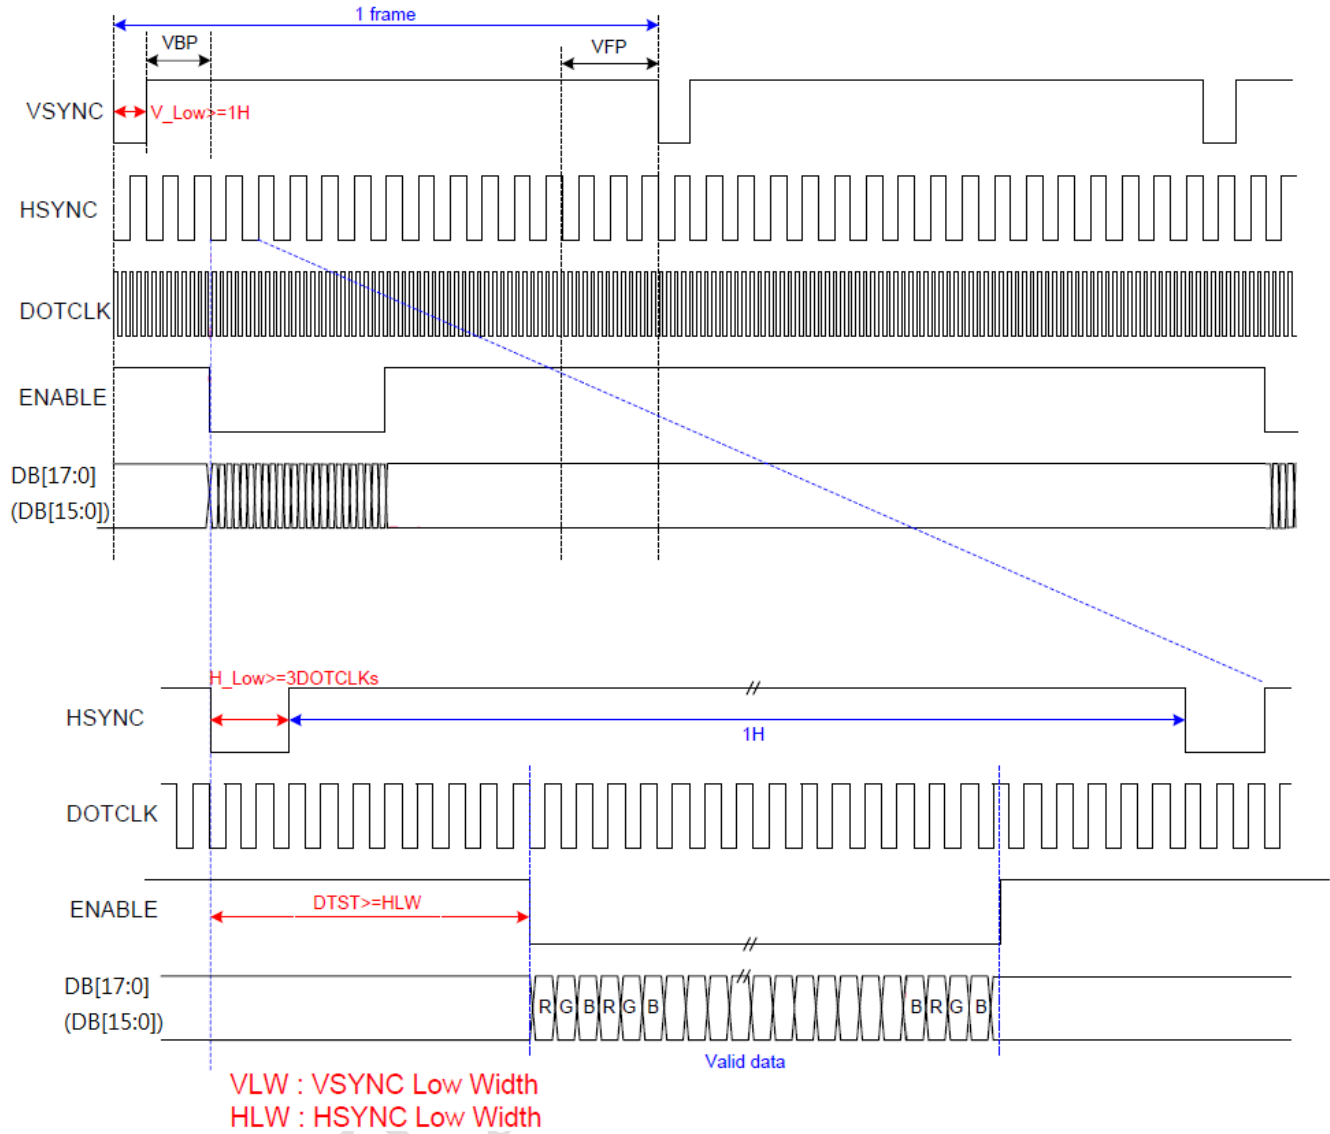 1 frame
VBP
VFP
VSYNC
V_Low>=1H
HSYNC
DOTCLK
ENABLE
DB[17:0]
(DB[15:0])
H_Low>=3DOTCLKs
HSYNC
1H
DOTCLK
ENABLE
DTST>=HLW
DB[17:0]
(DB[15:0])
R G B R G B B R G B
Valid data
VLW : VSYNC Low Width
HLW : HSYNC Low Width